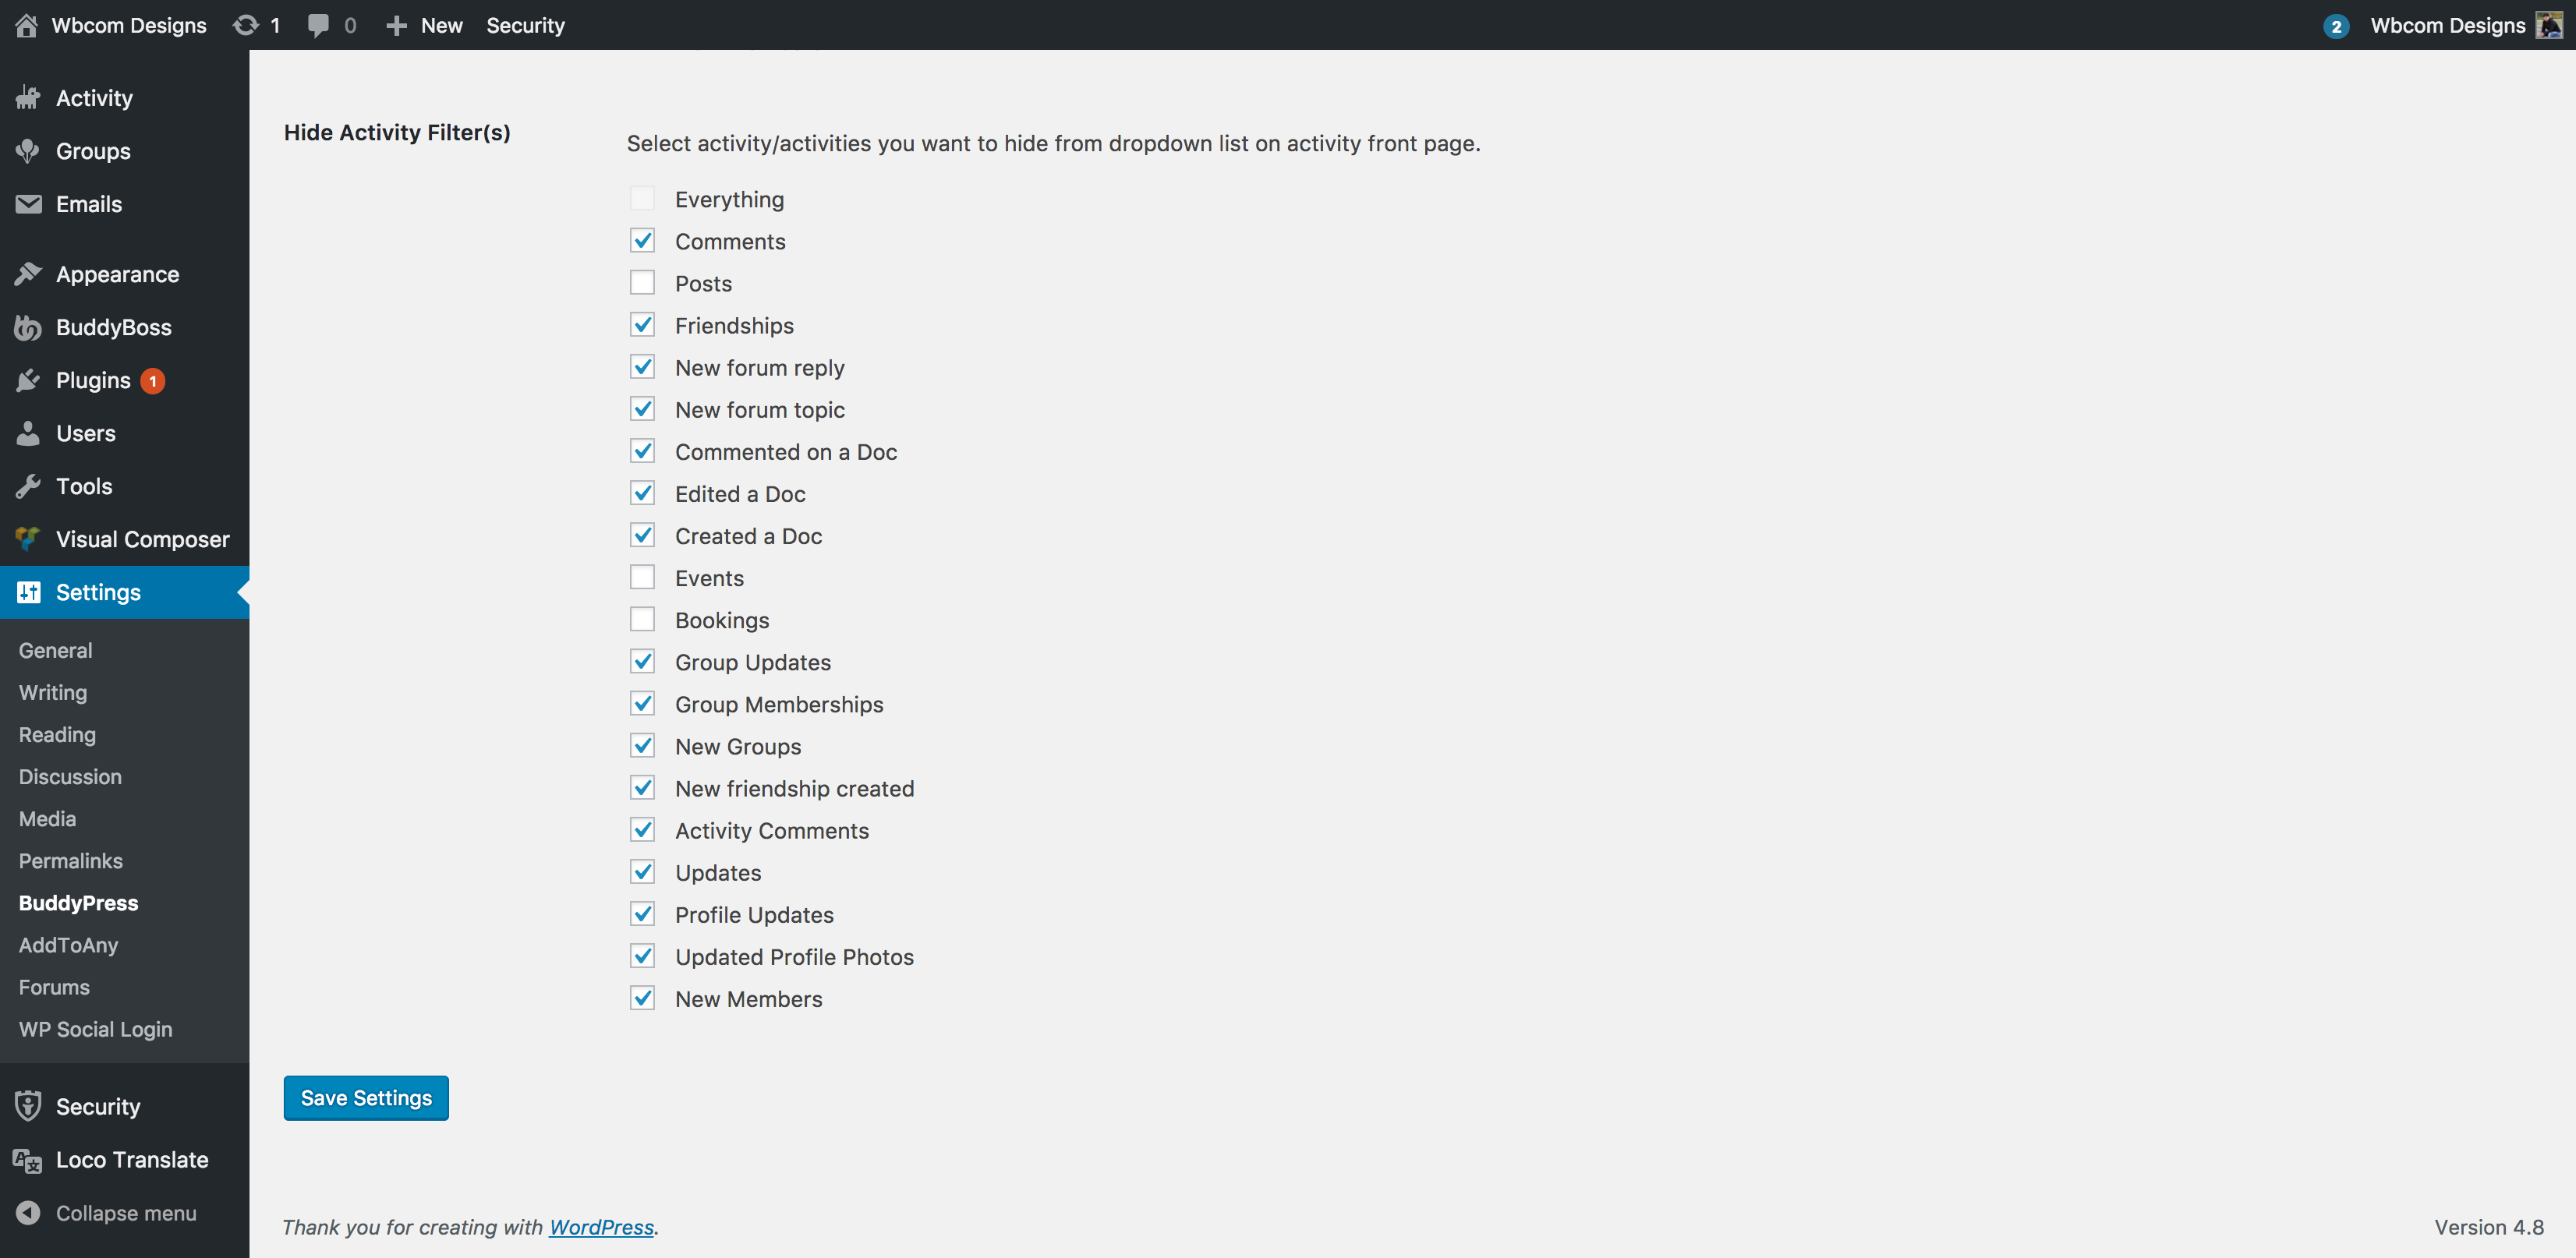 Wbcom Designs 1 0 New Security 2 Wbcom Designs
Activity
Groups
Emails
Appearance
BuddyBoss
Plugins 1
Users
Tools
Visual Composer
Settings
General
Writing
Reading
Discussion
Media
Permalinks
BuddyPress
AddToAny
Forums
WP Social Login
Security
Loco Translate
Collapse menu
Hide Activity Filter(s)
Select activity/activities you want to hide from dropdown list on activity front page.
Everything
Comments
Posts
Friendships
New forum reply
New forum topic
Commented on a Doc
Edited a Doc
Created a Doc
Events
Bookings
Group Updates
Group Memberships
New Groups
New friendship created
Activity Comments
Updates
Profile Updates
Updated Profile Photos
New Members
Save Settings
Thank you for creating with WordPress.
Version 4.8